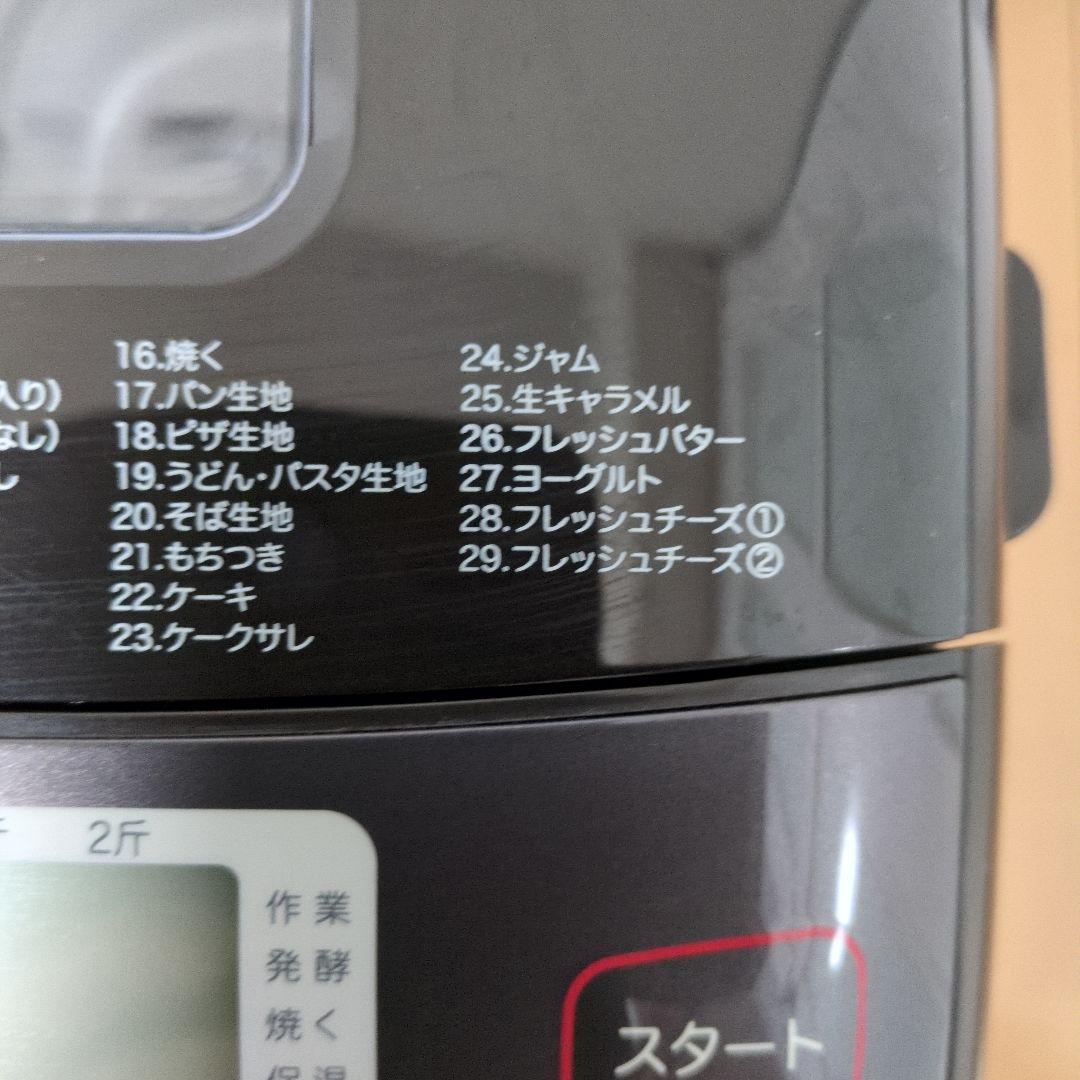 入り)
なし)
し
16.焼く
17.パン生地
18.ピザ生地
19.うどん・パスタ生地
20.そば生地
21.もちつき
22.ケーキ
23.ケークサレ
24.ジャム
25.生キャラメル
26.フレッシュバター
27.ヨーグルト
28.フレッシュチーズ①
29.フレッシュチーズ②
2斤
作業
発酵
焼く
保温
スタート